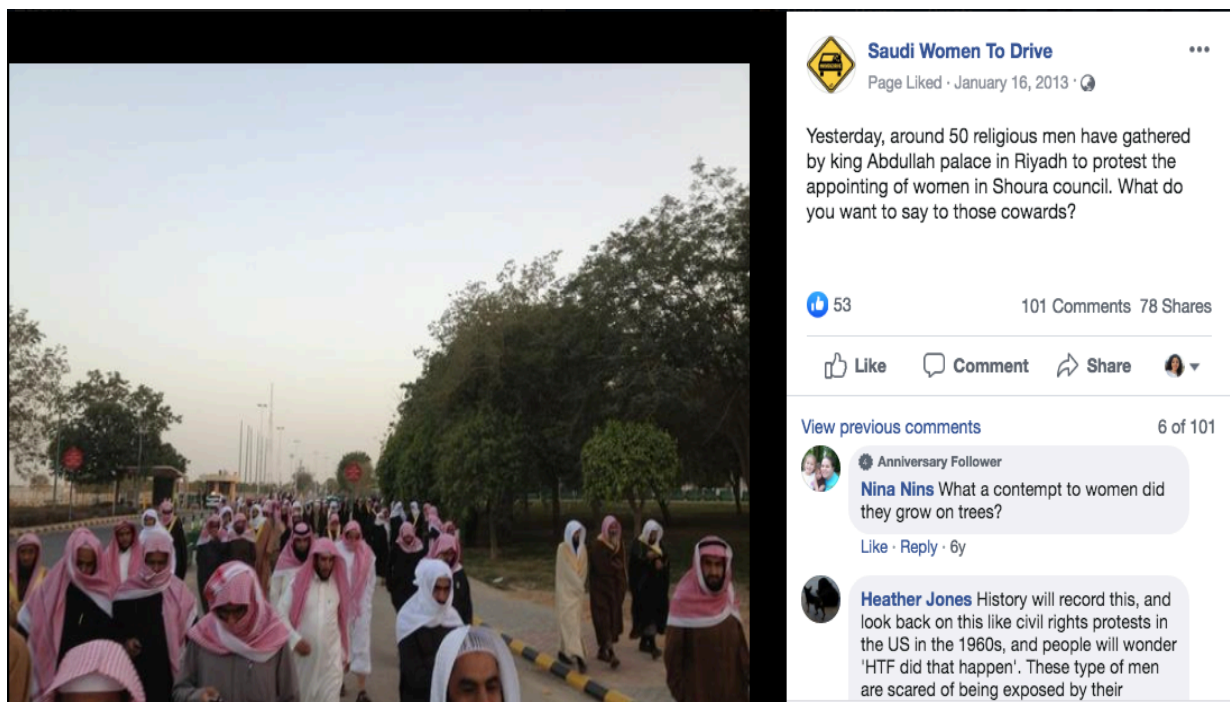 Saudi Women To Drive
Page Liked · January 16, 2013 ·
Yesterday, around 50 religious men have gathered
by king Abdullah palace in Riyadh to protest the
appointing of women in Shoura council. What do
you want to say to those cowards?
53
101 Comments 78 Shares
Like Comment Share
View previous comments 6 of 101
Anniversary Follower
Nina Nins What a contempt to women did
they grow on trees?
Like · Reply · 6y
Heather Jones History will record this, and
look back on this like civil rights protests in
the US in the 1960s, and people will wonder
'HTF did that happen'. These type of men
are scared of being exposed by their